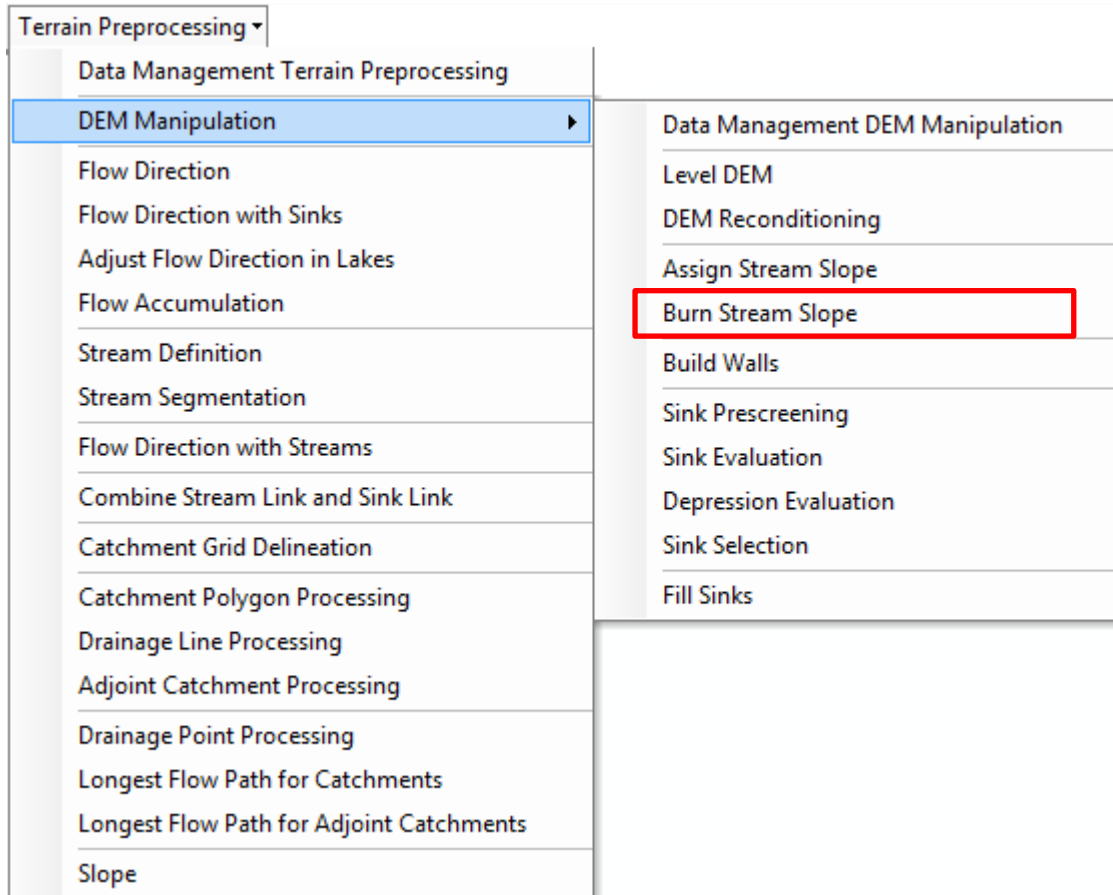 Terrain Preprocessing
Data Management Terrain Preprocessing
DEM Manipulation
Flow Direction
Flow Direction with Sinks
Adjust Flow Direction in Lakes
Flow Accumulation
Stream Definition
Stream Segmentation
Flow Direction with Streams
Combine Stream Link and Sink Link
Catchment Grid Delineation
Catchment Polygon Processing
Drainage Line Processing
Adjoint Catchment Processing
Drainage Point Processing
Longest Flow Path for Catchments
Longest Flow Path for Adjoint Catchments
Slope
Data Management DEM Manipulation
Level DEM
DEM Reconditioning
Assign Stream Slope
Burn Stream Slope
Build Walls
Sink Prescreening
Sink Evaluation
Depression Evaluation
Sink Selection
Fill Sinks